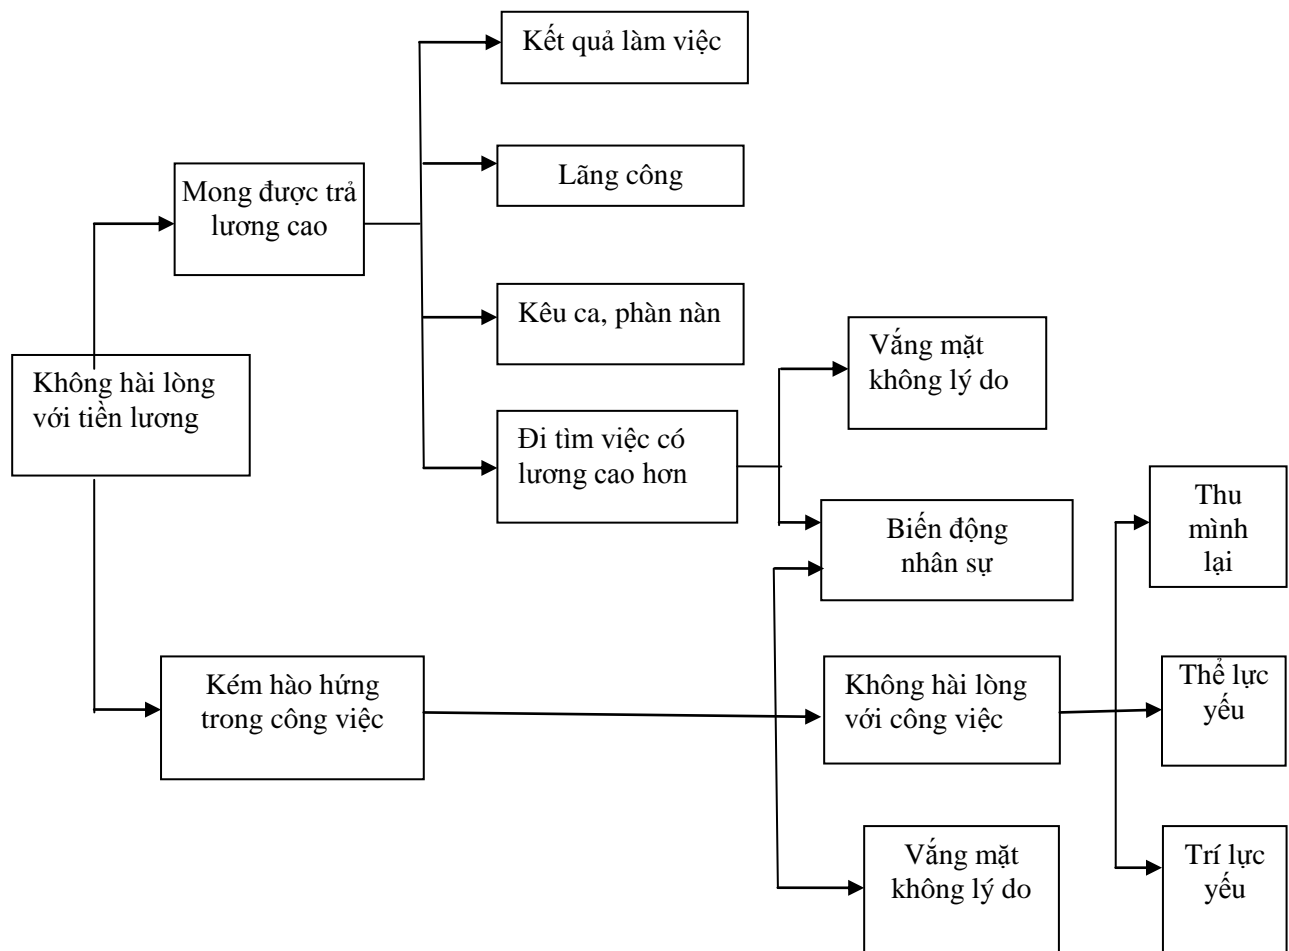 Kết quả làm việc
Lãng công
Mong được trả
lương cao
Kêu ca, phàn nàn
Vắng mặt
không lý do
Không hài lòng
với tiền lương
Đi tìm việc có
lương cao hơn
Biến động
nhân sự
Thu
mình
lại
Kém hào hứng
trong công việc
Không hài lòng
với công việc
Thể lực
yếu
Vắng mặt
không lý do
Trí lực
yếu